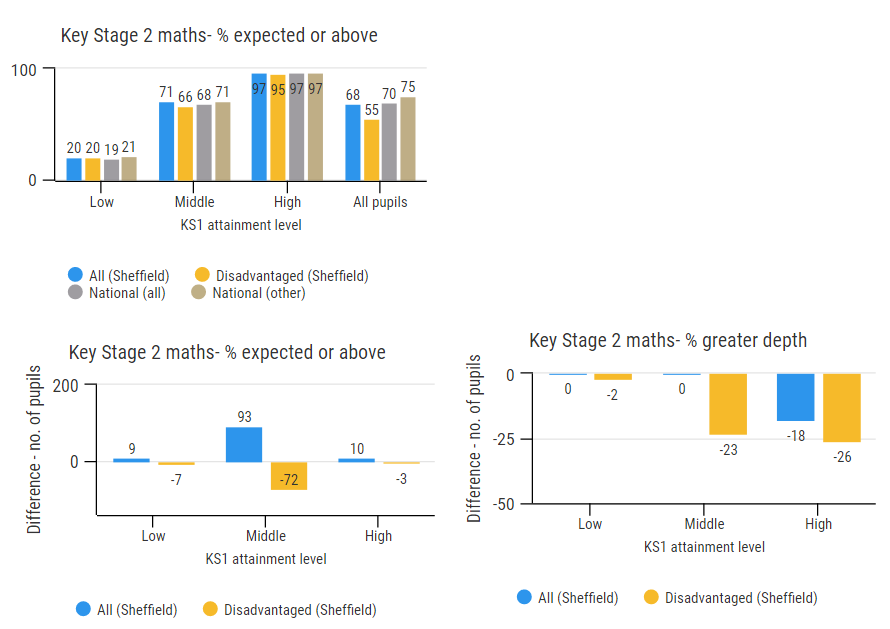 Key Stage 2 maths- % expected or above
100
71 66 68 71
97 95 97 97
68 55 70 75
20 20 19 21
0
Low Middle High All pupils
KS1 attainment level
All (Sheffield) Disadvantaged (Sheffield)
National (all) National (other)
Key Stage 2 maths- % expected or above
Difference - no. of pupils
200
93
9 10
0
-7 -72 -3
Low Middle High
KS1 attainment level
All (Sheffield) Disadvantaged (Sheffield)
Key Stage 2 maths- % greater depth
Difference - no. of pupils
0
0 -2 0
-18
-25
-23 -26
-50
Low Middle High
KS1 attainment level
All (Sheffield) Disadvantaged (Sheffield)